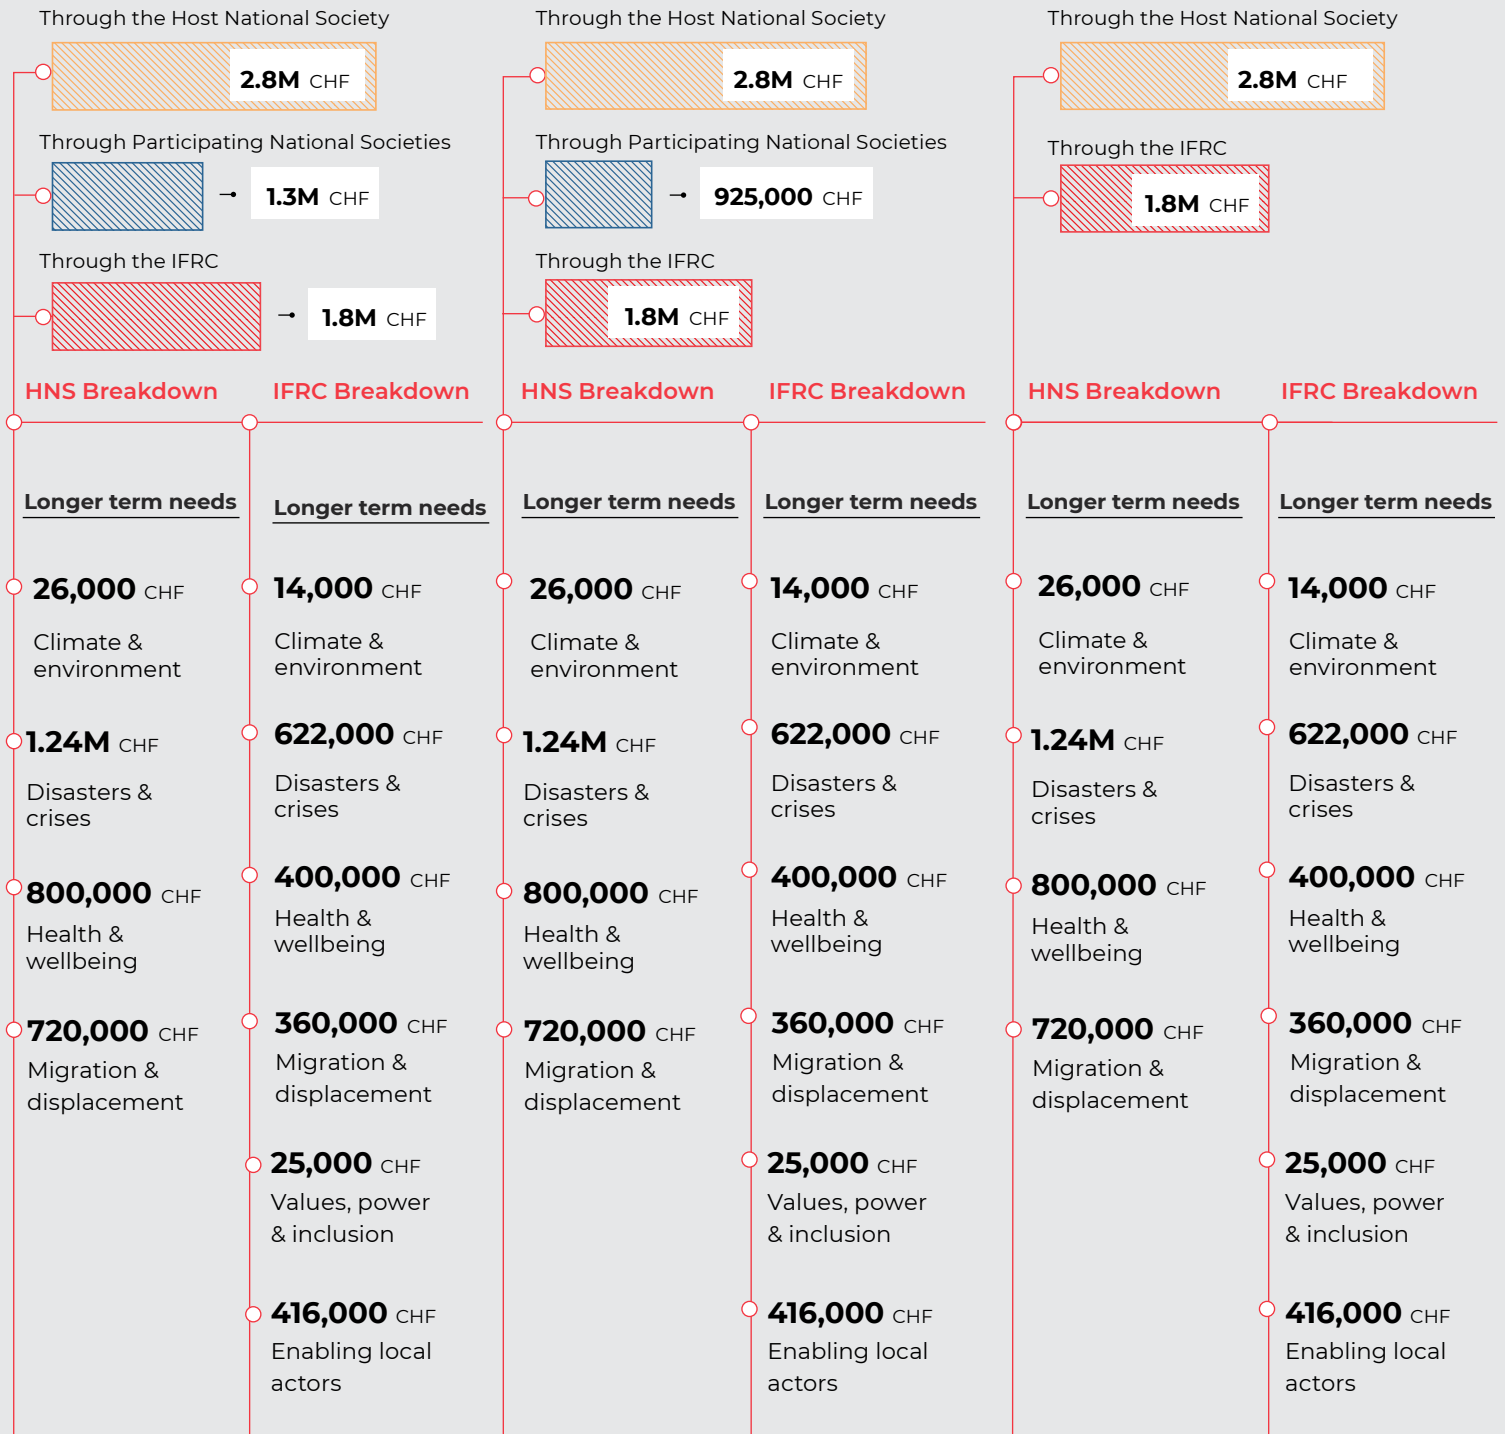 Through the Host National Society
2.8M CHF
Through Participating National Societies
1.3M CHF
Through the IFRC
1.8M CHF
HNS Breakdown
Longer term needs
26,000 CHF
Climate &
environment
1.24M CHF
Disasters &
crises
800,000 CHF
Health &
wellbeing
720,000 CHF
Migration &
displacement
IFRC Breakdown
Longer term needs
14,000 CHF
Climate &
environment
622,000 CHF
Disasters &
crises
400,000 CHF
Health &
wellbeing
360,000 CHF
Migration &
displacement
25,000 CHF
Values, power
& inclusion
416,000 CHF
Enabling local
actors
Through the Host National Society
2.8M CHF
Through Participating National Societies
925,000 CHF
Through the IFRC
1.8M CHF
HNS Breakdown
Longer term needs
26,000 CHF
Climate &
environment
1.24M CHF
Disasters &
crises
800,000 CHF
Health &
wellbeing
720,000 CHF
Migration &
displacement
IFRC Breakdown
Longer term needs
14,000 CHF
Climate &
environment
622,000 CHF
Disasters &
crises
400,000 CHF
Health &
wellbeing
360,000 CHF
Migration &
displacement
25,000 CHF
Values, power
& inclusion
416,000 CHF
Enabling local
actors
Through the Host National Society
2.8M CHF
Through the IFRC
1.8M CHF
HNS Breakdown
Longer term needs
26,000 CHF
Climate &
environment
1.24M CHF
Disasters &
crises
800,000 CHF
Health &
wellbeing
720,000 CHF
Migration &
displacement
IFRC Breakdown
Longer term needs
14,000 CHF
Climate &
environment
622,000 CHF
Disasters &
crises
400,000 CHF
Health &
wellbeing
360,000 CHF
Migration &
displacement
25,000 CHF
Values, power
& inclusion
416,000 CHF
Enabling local
actors